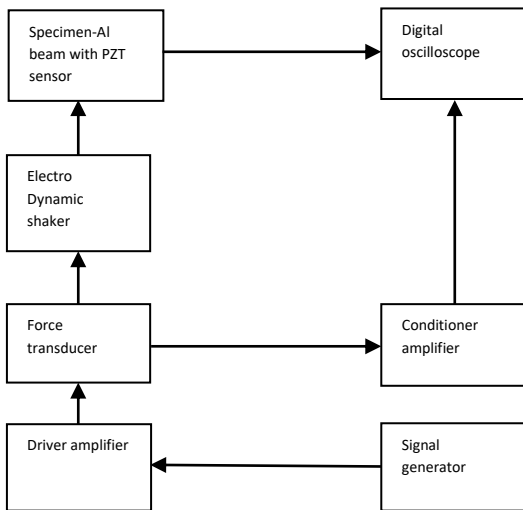 Specimen-Al
beam with PZT
sensor
Digital
oscilloscope
Electro
Dynamic
shaker
Force
transducer
Conditioner
amplifier
Driver amplifier
Signal
generator